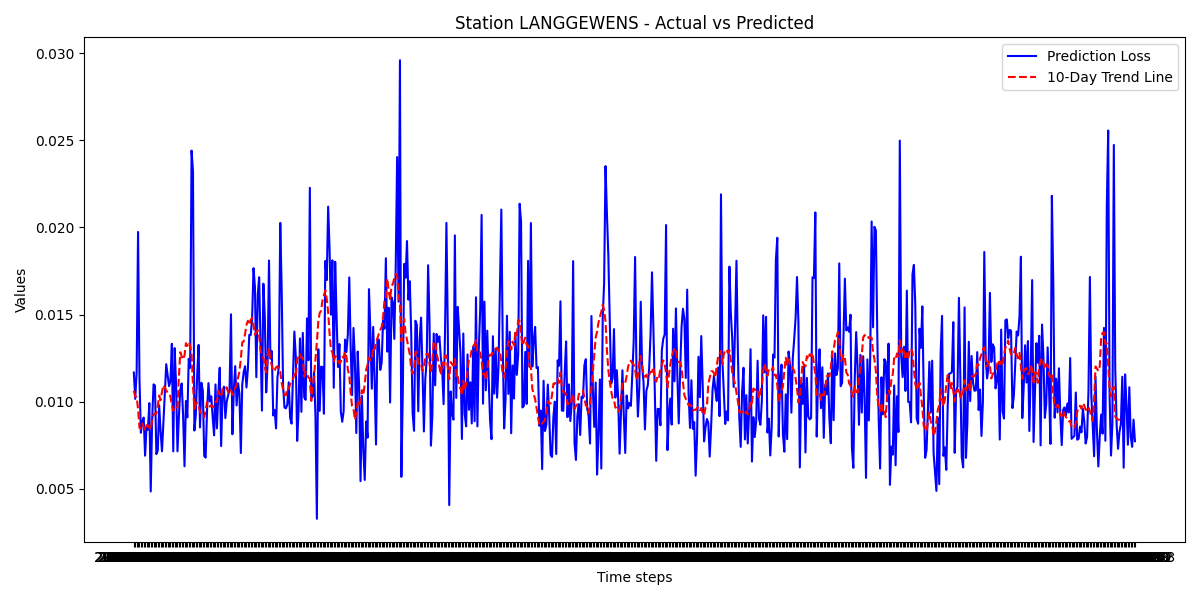 Station LANGGEWENS - Actual vs Predicted
Prediction Loss
10-Day Trend Line
0.030
0.025
0.020
0.015
0.010
0.005
Values
Time steps